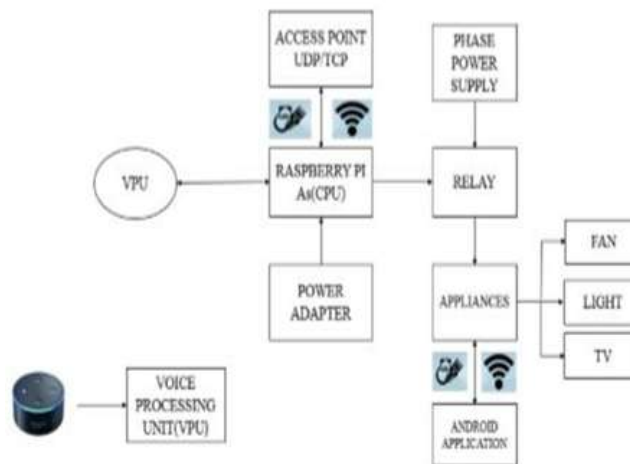 ACCESS POINT
UDP/TCP
PHASE
POWER
SUPPLY
VPU
RASPBERRY PI
As(CPU)
RELAY
FAN
POWER
ADAPTER
APPLIANCES
LIGHT
TV
VOICE
PROCESSING
UNIT(VPU)
ANDROID
APPLICATION